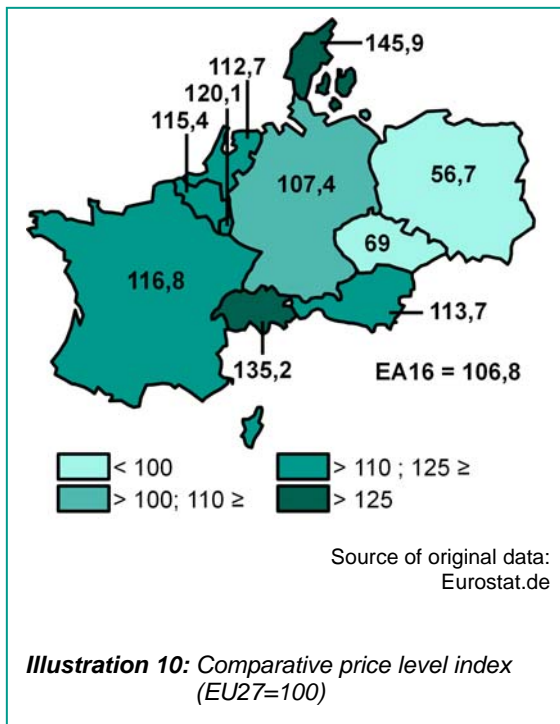 145,9
112,7
120,1
115,4
107,4
56,7
69
116,8
113,7
135,2
EA16 = 106,8
< 100
> 110 ; 125 ≥
> 100; 110 ≥
> 125
Source of original data:
Eurostat.de
Illustration 10: Comparative price level index
(EU27=100)